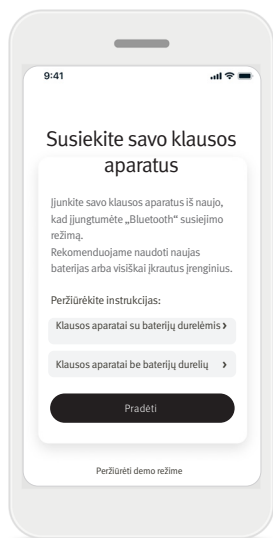 9:41
Susiekite savo klausos
aparatus
Įjunkite savo klausos aparatus iš naujo,
kad įjungtumėte „Bluetooth“ susiejimo
režimą.
Rekomenduojame naudoti naujas
baterijas arba visiškai įkrautus įrenginius.
Peržiūrėkite instrukcijas:
Klausos aparatai su baterijų durelėmis ›
Klausos aparatai be baterijų durelių ›
Pradėti
Peržiūrėti demo režime